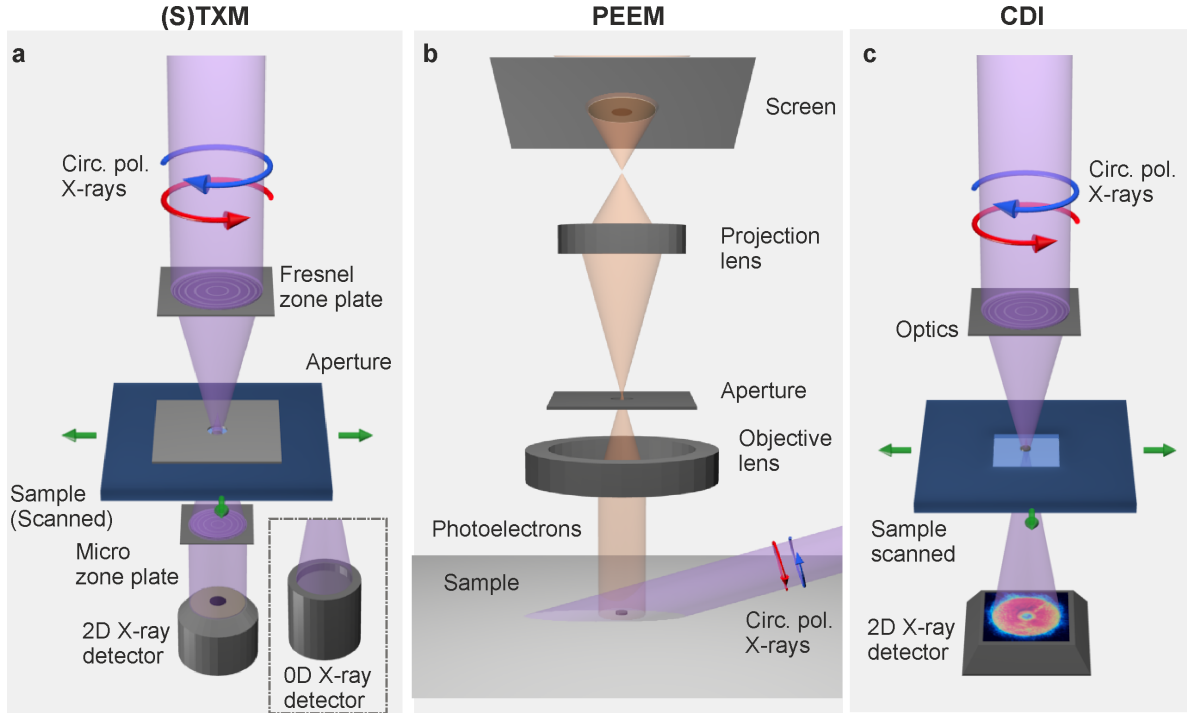 (S)TXM
PEEM
CDI
a
Circ. pol.
X-rays
Fresnel
zone plate
Aperture
Sample
(Scanned)
Micro
zone plate
2D X-ray
detector
0D X-ray
detector
b
Screen
Projection
lens
Aperture
Objective
lens
Photoelectrons
Sample
Circ. pol.
X-rays
c
Circ. pol.
X-rays
Optics
Sample
scanned
2D X-ray
detector